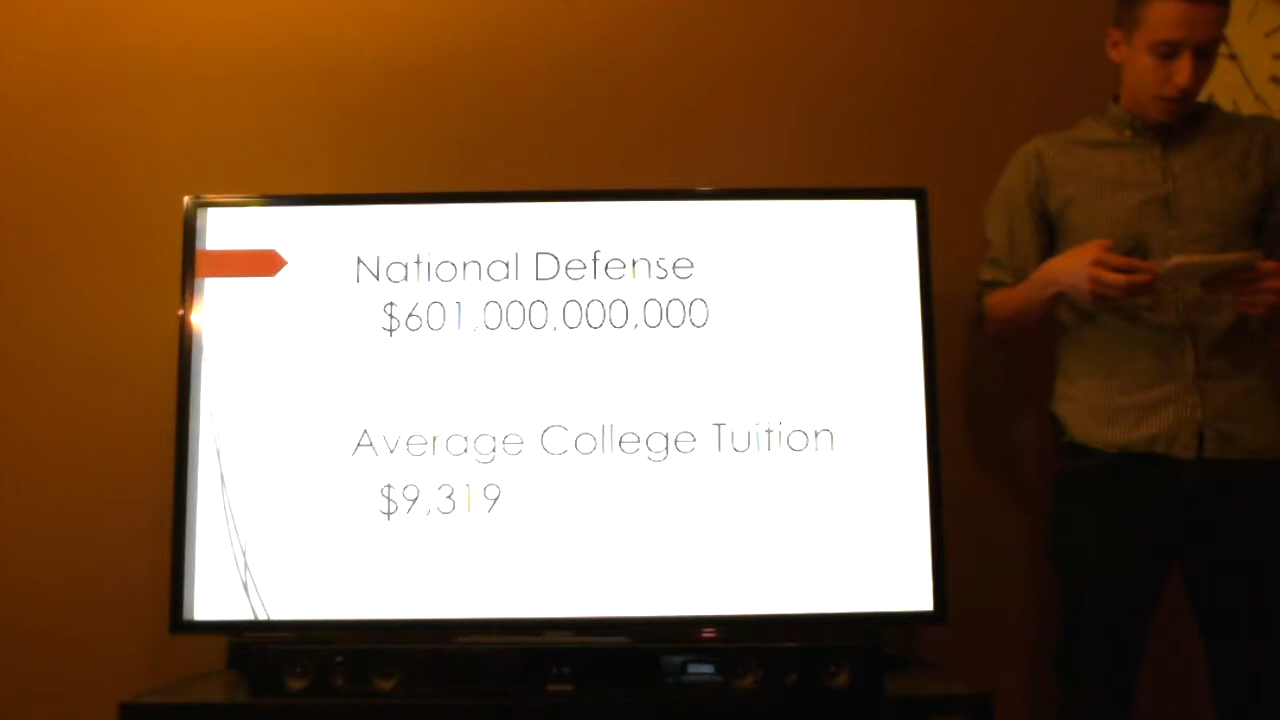 National Defense
$601,000,000,000
Average College Tuition
$9,319